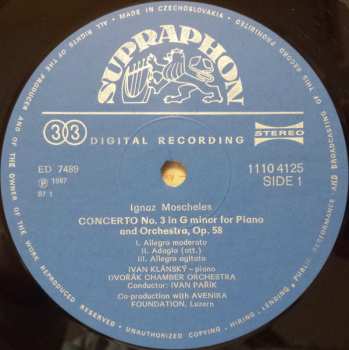 ALL RIGHTS OF THE PRODUCER AND OF THE OWNER OF THE WORK REPRODUCED RESERVED • UNAUTHORIZED COPYING - HIRING - LENDING - PUBLIC PERFORMANCE AND BROADCASTING OF THIS RECORD PROHIBITED • MADE IN CZECHOSLOVAKIA •
SUPRAPHON
33 DIGITAL RECORDING STEREO
ED 7489
1110 4125
Ⓟ 1987
SIDE 1
87 1
Ignaz Moscheles
CONCERTO No. 3 in G minor for Piano
and Orchestra, Op. 58
I. Allegro moderato
II. Adagio (att.)
III. Allegro agitato
IVAN KLÁNSKÝ - piano
DVOŘÁK CHAMBER ORCHESTRA
Conductor: IVAN PAŘÍK
Co-production with AVENIRA
FOUNDATION, Luzern